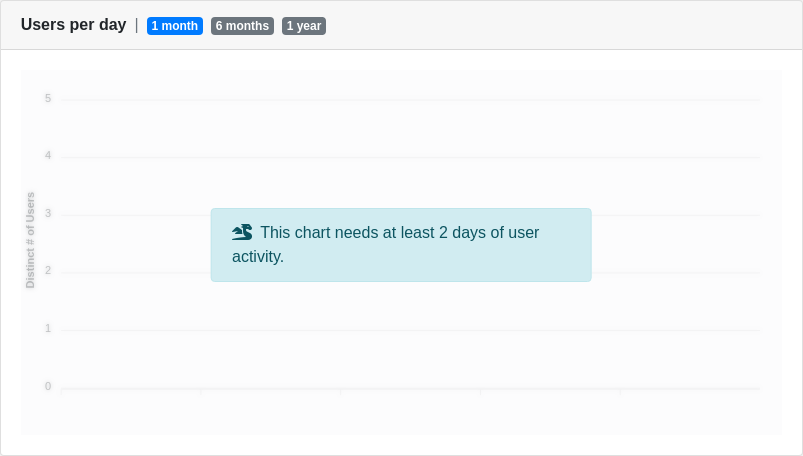 Users per day | 1 month 6 months 1 year
5
4
3
2
1
0
Distinct # of Users
This chart needs at least 2 days of user
activity.